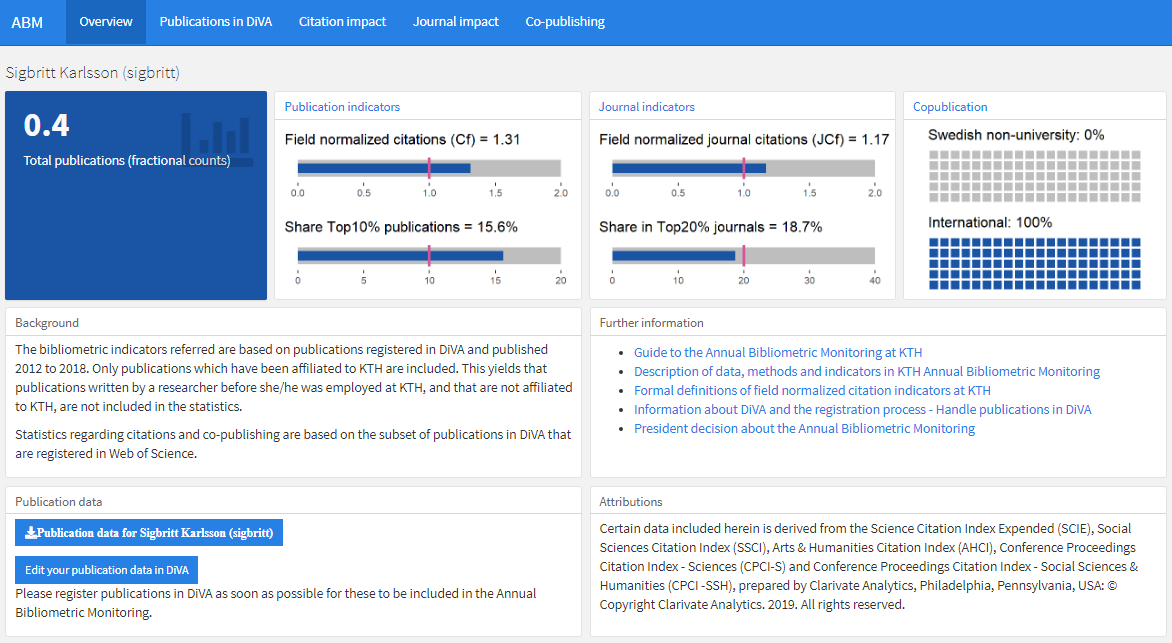 ABM Overview Publications in DiVA Citation impact Journal impact Co-publishing
Sigbritt Karlsson (sigbritt)
0.4
Total publications (fractional counts)
Publication indicators
Field normalized citations (Cf) = 1.31
0.0 0.5 1.0 1.5 2.0
Share Top10% publications = 15.6%
0 5 10 15 20
Journal indicators
Field normalized journal citations (JCf) = 1.17
0.0 0.5 1.0 1.5 2.0
Share in Top20% journals = 18.7%
0 10 20 30 40
Copublication
Swedish non-university: 0%
International: 100%
Background
The bibliometric indicators referred are based on publications registered in DiVA and published
2012 to 2018. Only publications which have been affiliated to KTH are included. This yields that
publications written by a researcher before she/he was employed at KTH, and that are not affiliated
to KTH, are not included in the statistics.
Statistics regarding citations and co-publishing are based on the subset of publications in DiVA that
are registered in Web of Science.
Further information
• Guide to the Annual Bibliometric Monitoring at KTH
• Description of data, methods and indicators in KTH Annual Bibliometric Monitoring
• Formal definitions of field normalized citation indicators at KTH
• Information about DiVA and the registration process - Handle publications in DiVA
• President decision about the Annual Bibliometric Monitoring
Publication data
Publication data for Sigbritt Karlsson (sigbritt)
Edit your publication data in DiVA
Please register publications in DiVA as soon as possible for these to be included in the Annual
Bibliometric Monitoring.
Attributions
Certain data included herein is derived from the Science Citation Index Expended (SCIE), Social
Sciences Citation Index (SSCI), Arts & Humanities Citation Index (AHCI), Conference Proceedings
Citation Index - Sciences (CPCI-S) and Conference Proceedings Citation Index - Social Sciences &
Humanities (CPCI -SSH), prepared by Clarivate Analytics, Philadelphia, Pennsylvania, USA: ©
Copyright Clarivate Analytics. 2019. All rights reserved.